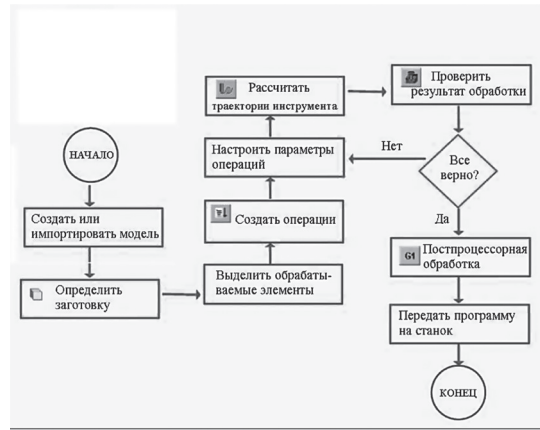 НАЧАЛО
Создать или
импортировать модель
Определить
заготовку
Выделить обрабаты-
ваемые элементы
Создать операции
Настроить параметры
операций
Рассчитать
траектории инструмента
Проверить
результат обработки
Все
верно?
Нет
Да
G1
Постпроцессорная
обработка
Передать программу
на станок
КОНЕЦ